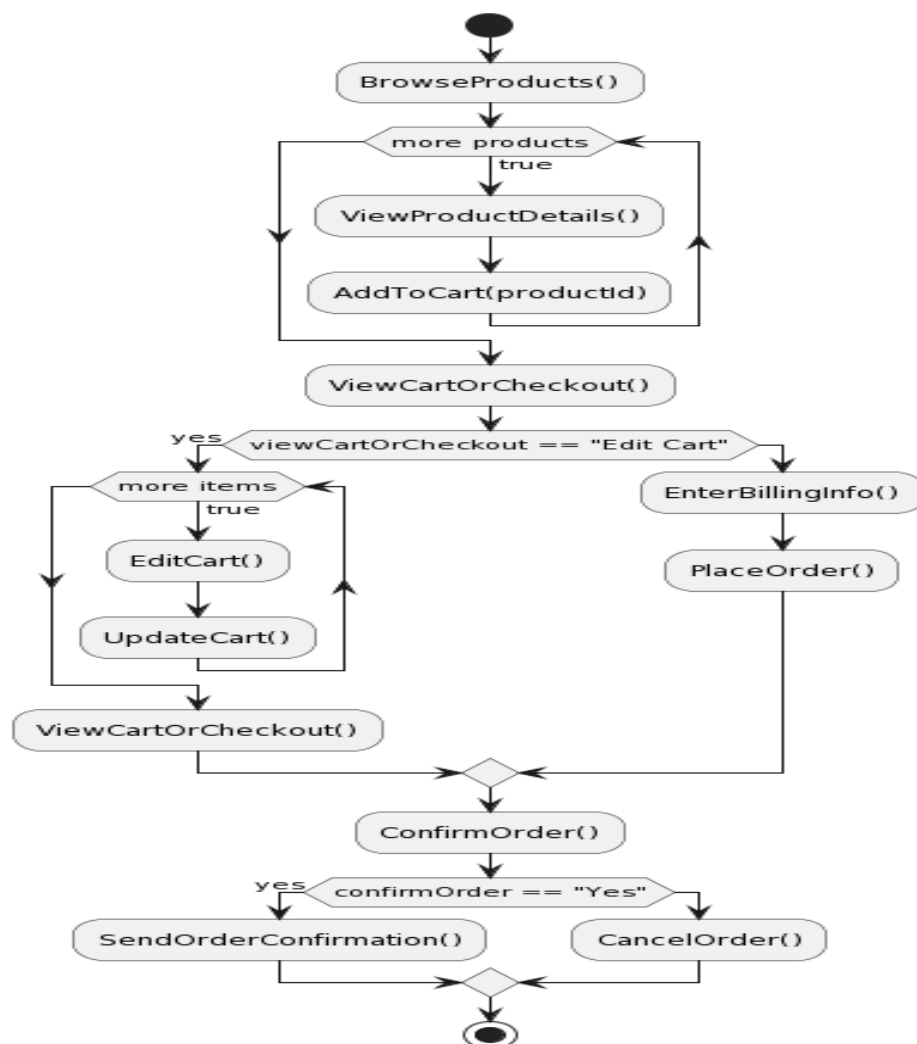 BrowseProducts()
more products
true
ViewProductDetails()
AddToCart(productId)
ViewCartOrCheckout()
yes
viewCartOrCheckout == "Edit Cart"
more items
true
EditCart()
UpdateCart()
ViewCartOrCheckout()
EnterBillingInfo()
PlaceOrder()
ConfirmOrder()
yes
confirmOrder == "Yes"
SendOrderConfirmation()
CancelOrder()